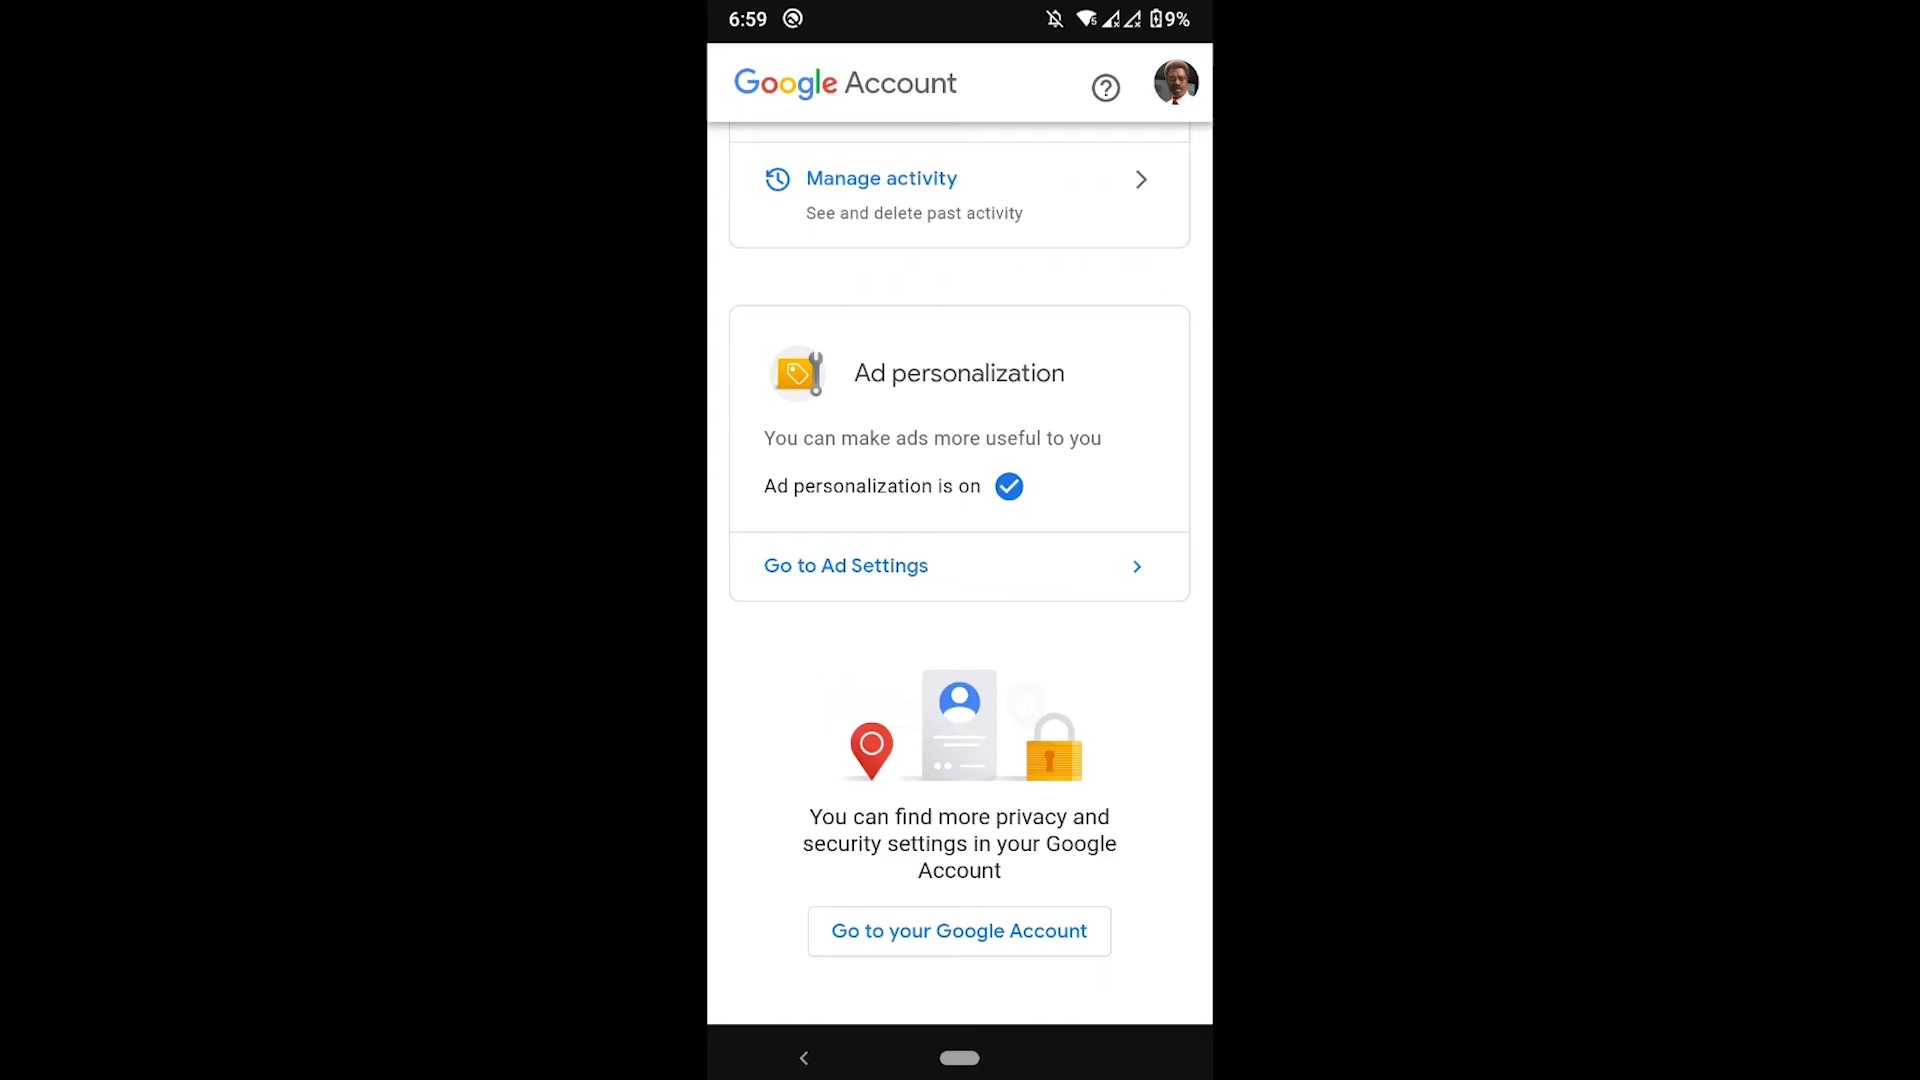 6:59
9%
Google Account
Manage activity
See and delete past activity
Ad personalization
You can make ads more useful to you
Ad personalization is on
Go to Ad Settings
You can find more privacy and
security settings in your Google
Account
Go to your Google Account